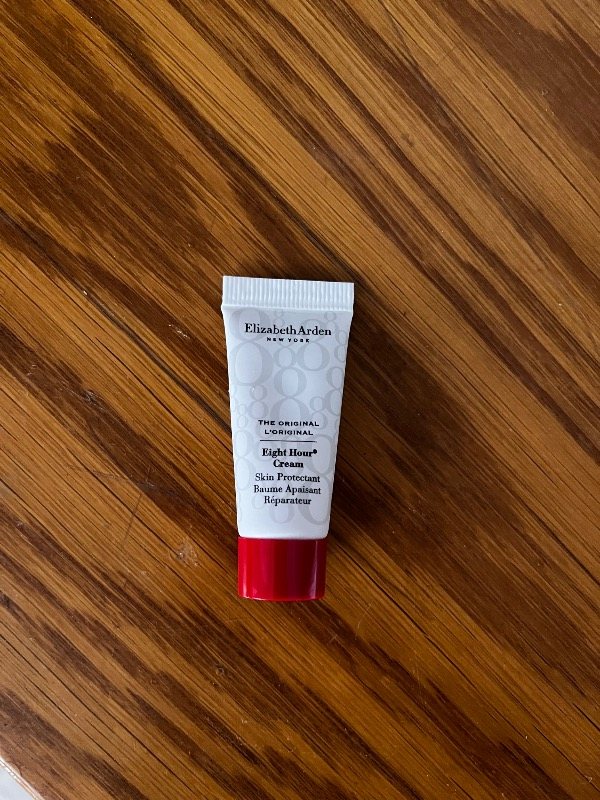 ElizabethArden
NEW YORK
THE ORIGINAL
L'ORIGINAL
Eight Hour®
Cream
Skin Protectant
Baume Apaisant
Réparateur